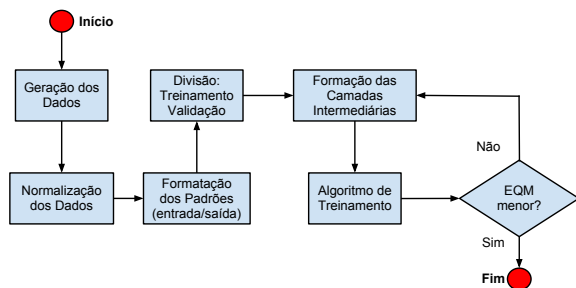 Início
Geração dos
Dados
Normalização
dos Dados
Formatação
dos Padrões
(entrada/saída)
Divisão:
Treinamento
Validação
Formação das
Camadas
Intermediárias
Algoritmo de
Treinamento
EQM
menor?
Não
Sim
Fim